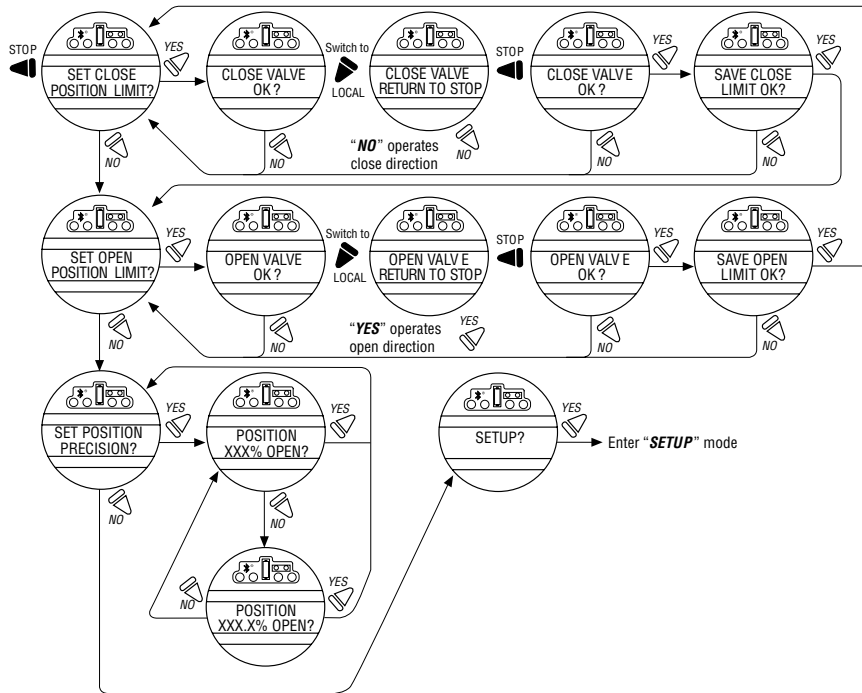 STOP
SET CLOSE
POSITION LIMIT?
YES
NO
CLOSE VALVE
OK?
NO
Switch to
LOCAL
CLOSE VALVE
RETURN TO STOP
NO
"NO" operates
close direction
STOP
CLOSE VALVE
OK?
YES
NO
SAVE CLOSE
LIMIT OK?
YES
NO
SET OPEN
POSITION LIMIT?
YES
NO
OPEN VALVE
OK?
NO
Switch to
LOCAL
OPEN VALVE
RETURN TO STOP
"YES" operates
open direction
YES
STOP
OPEN VALVE
OK?
YES
NO
SAVE OPEN
LIMIT OK?
YES
NO
SET POSITION
PRECISION?
YES
NO
POSITION
XXX% OPEN?
YES
NO
POSITION
XXX.X% OPEN?
NO
YES
SETUP?
YES
Enter "SETUP" mode